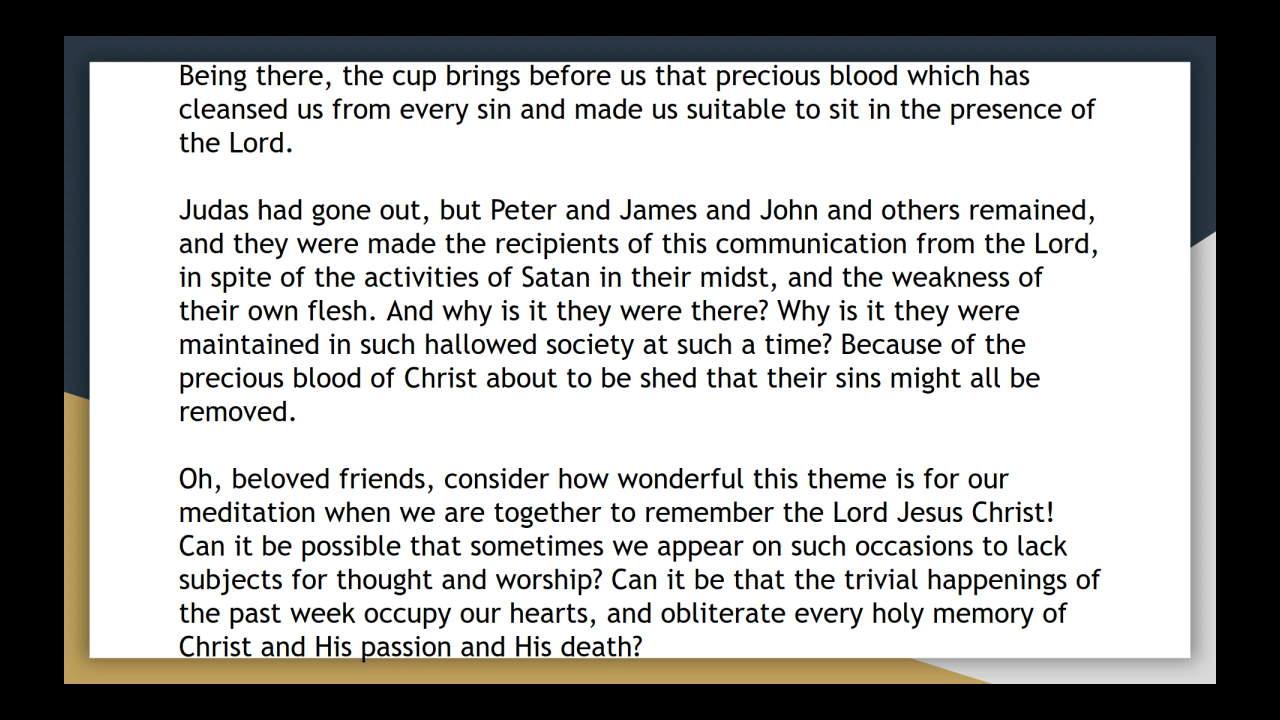 Being there, the cup brings before us that precious blood which has
cleansed us from every sin and made us suitable to sit in the presence of
the Lord.
Judas had gone out, but Peter and James and John and others remained,
and they were made the recipients of this communication from the Lord,
in spite of the activities of Satan in their midst, and the weakness of
their own flesh. And why is it they were there? Why is it they were
maintained in such hallowed society at such a time? Because of the
precious blood of Christ about to be shed that their sins might all be
removed.
Oh, beloved friends, consider how wonderful this theme is for our
meditation when we are together to remember the Lord Jesus Christ!
Can it be possible that sometimes we appear on such occasions to lack
subjects for thought and worship? Can it be that the trivial happenings of
the past week occupy our hearts, and obliterate every holy memory of
Christ and His passion and His death?